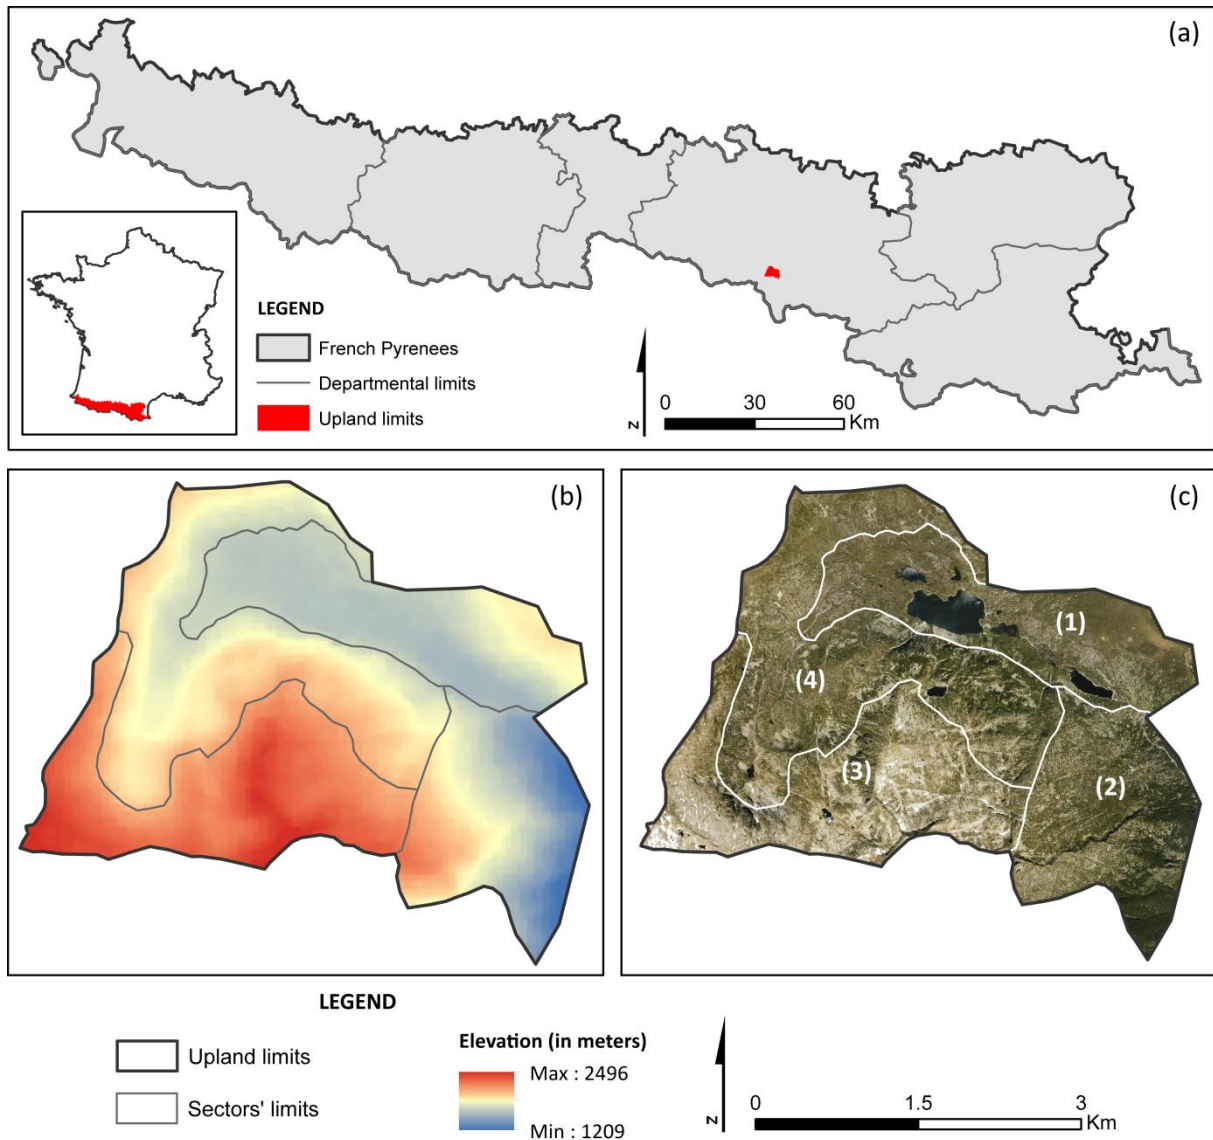 (a)
LEGEND
French Pyrenees
Departmental limits
Upland limits
N
0 30 60
Km
(b)
(c)
(1)
(4)
(3)
(2)
LEGEND
Upland limits
Sectors' limits
Elevation (in meters)
Max : 2496
Min : 1209
N
0 1.5 3
Km